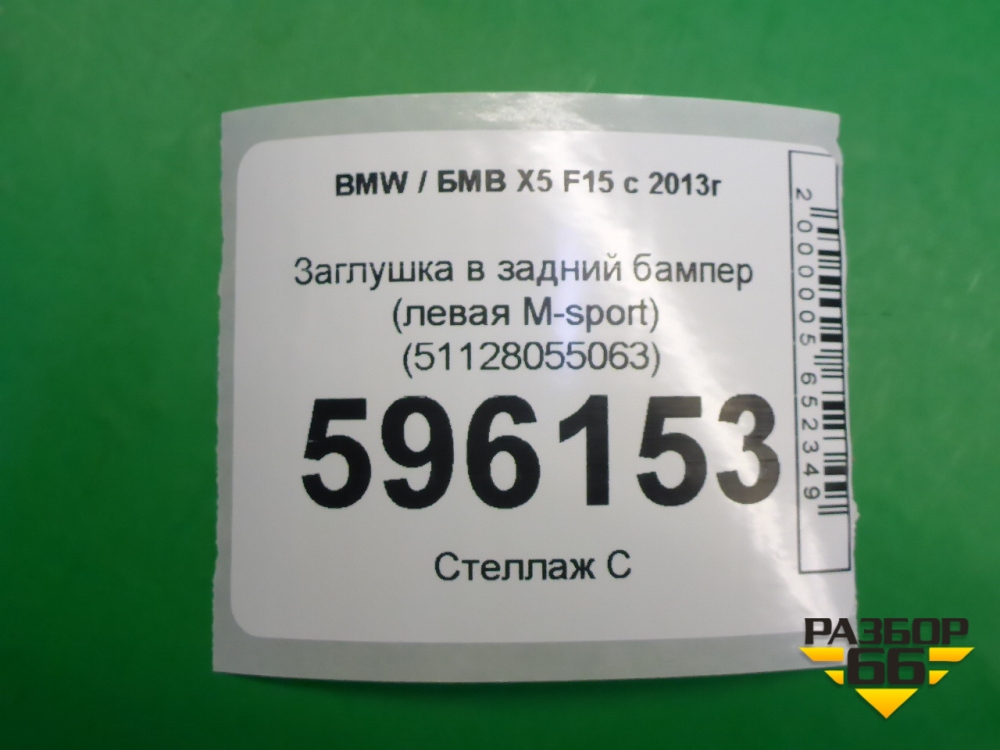 BMW / БМВ X5 F15 с 2013г
Заглушка в задний бампер
(левая M-sport)
(51128055063)
596153
Стеллаж С
2000005652349
РАЗБОР
66